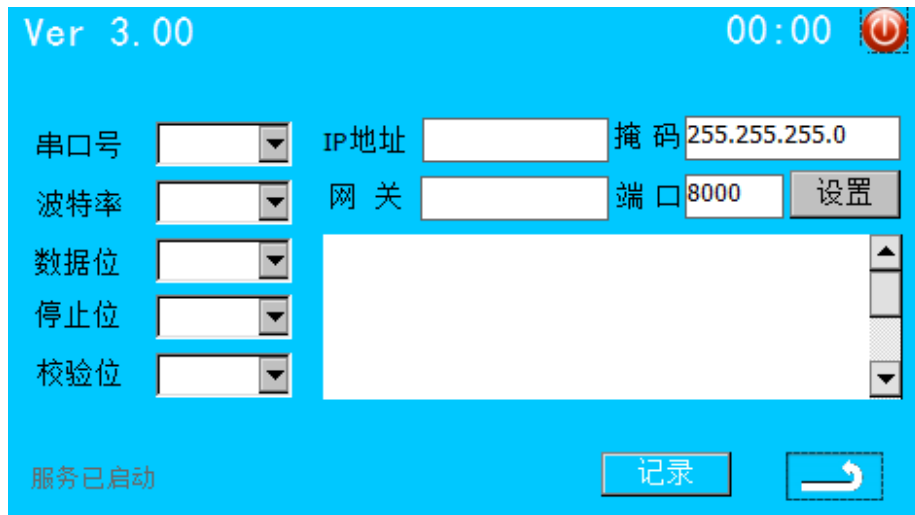 Ver 3.00 00:00
串口号 IP地址 掩 码 255.255.255.0
波特率 网 关 端 口 8000 设置
数据位
停止位
校验位
服务已启动 记录